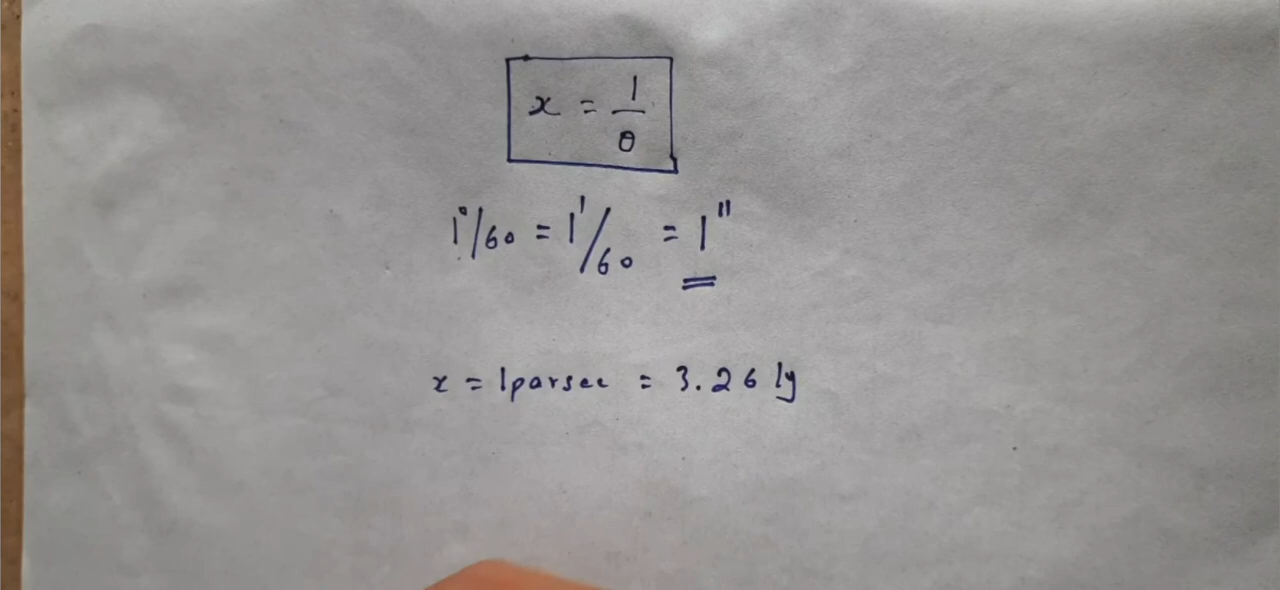 x = 1/θ
1°/60 = 1'/60 = 1"
x = 1parsec = 3.26 ly